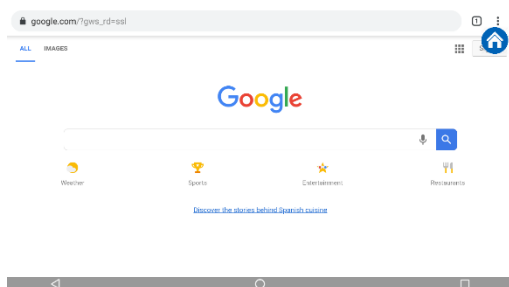 google.com/?gws_rd=ssl
1
ALL IMAGES
Google
Weather Sports Entertainment Restaurants
Discover the stories behind Spanish cuisine